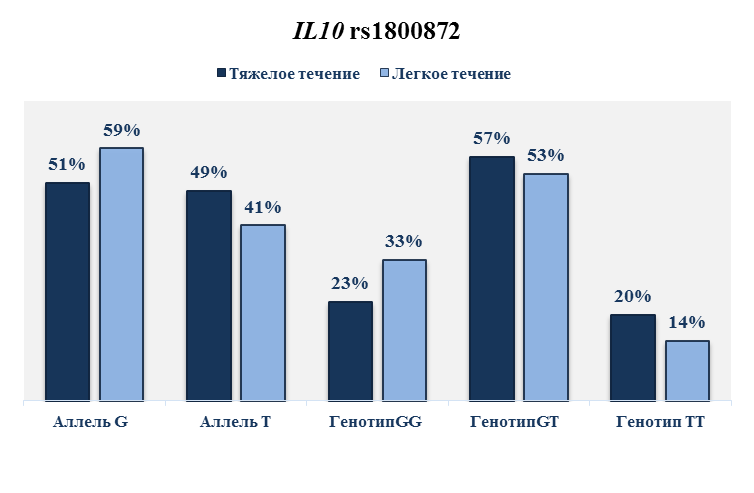 IL10 rs1800872
Тяжелое течение Легкое течение
51% 59% 49% 41% 23% 33% 57% 53% 20% 14%
Аллель G Аллель T ГенотипGG ГенотипGT Генотип TT